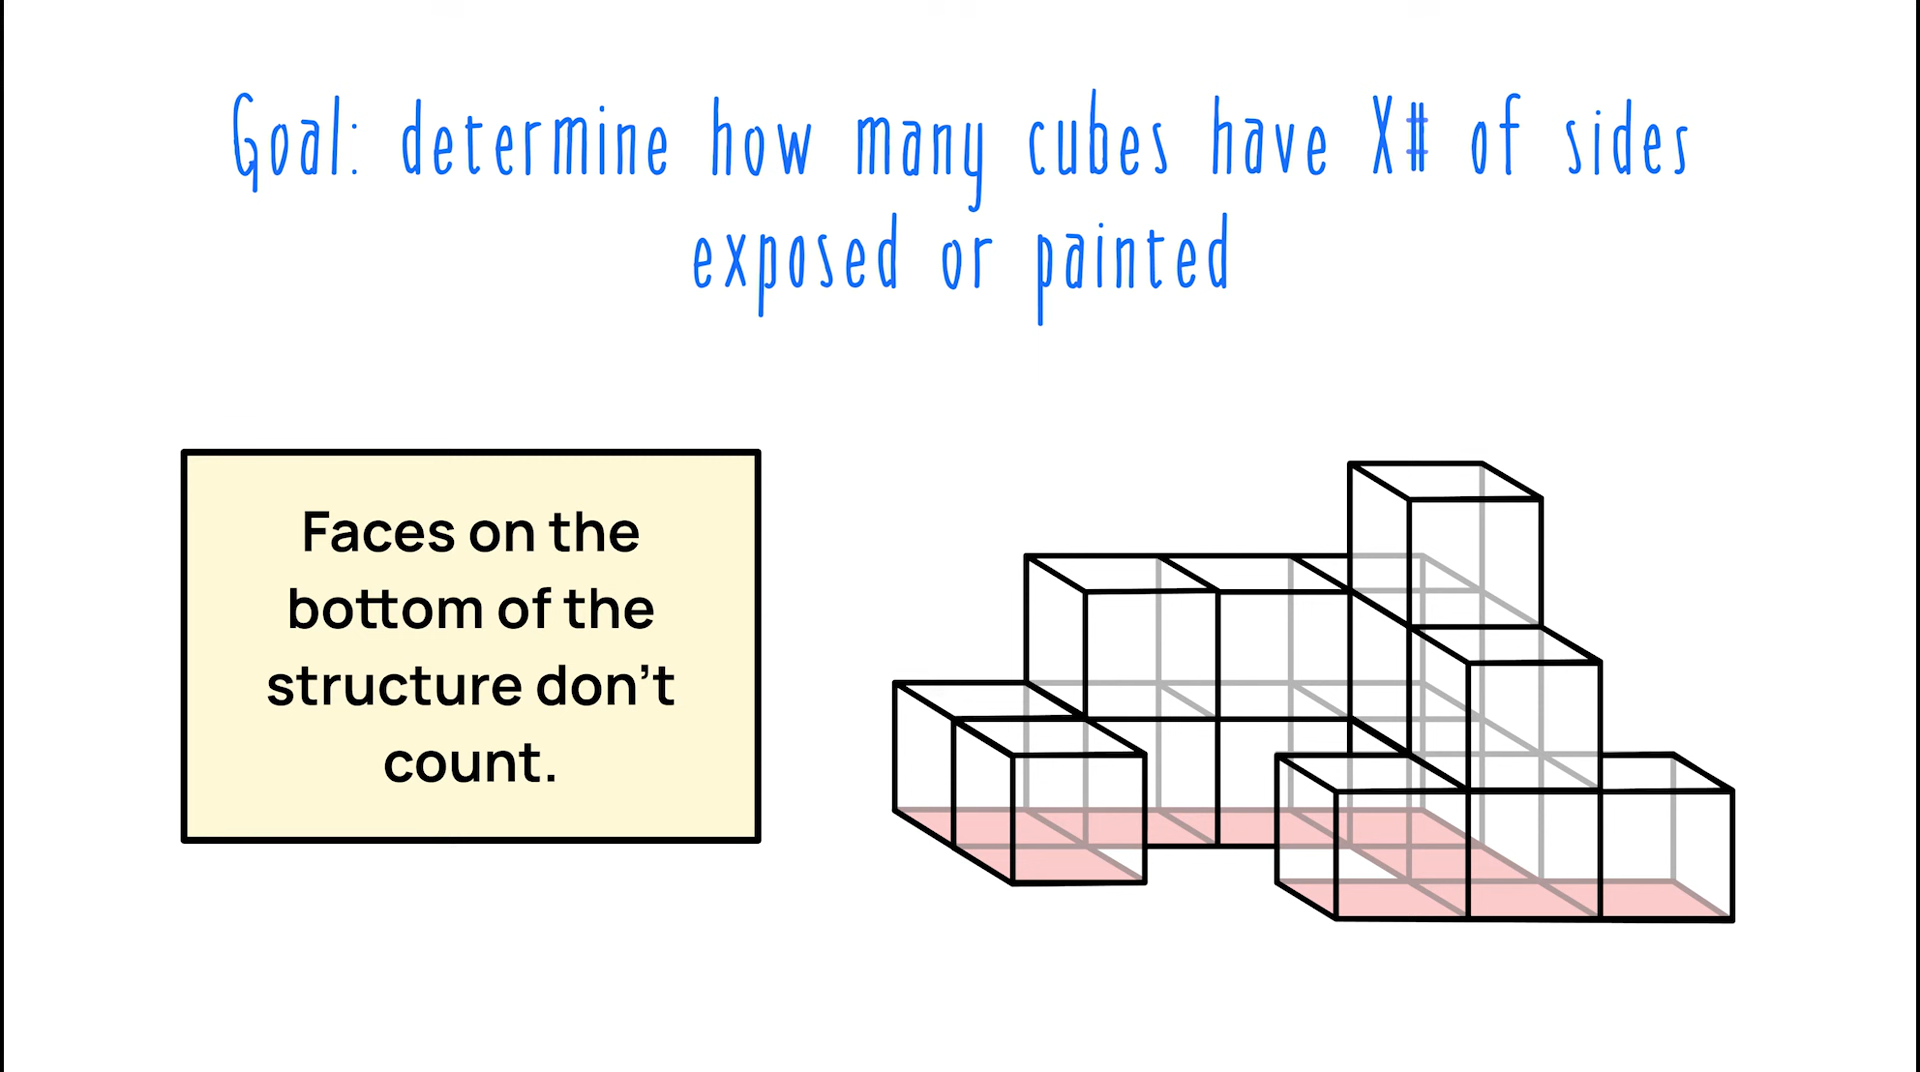 Goal: determine how many cubes have X# of sides
exposed or painted
Faces on the
bottom of the
structure don’t
count.